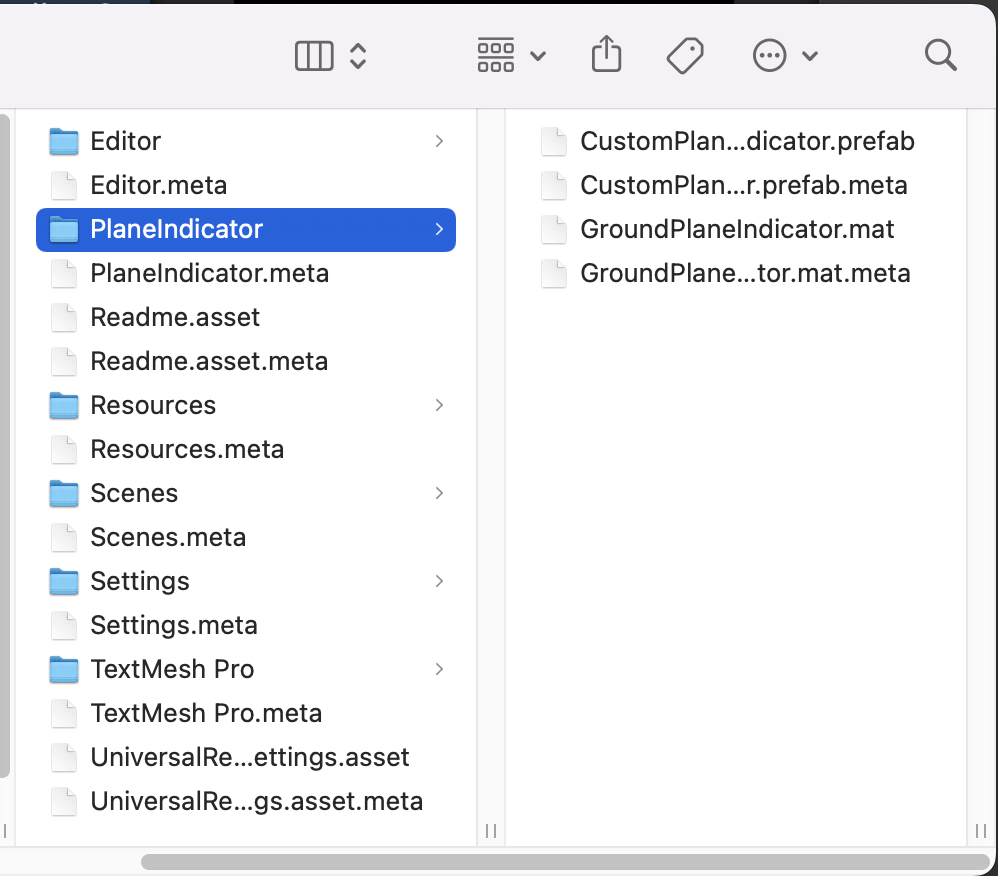 Editor
Editor.meta
PlaneIndicator
PlaneIndicator.meta
Readme.asset
Readme.asset.meta
Resources
Resources.meta
Scenes
Scenes.meta
Settings
Settings.meta
TextMesh Pro
TextMesh Pro.meta
UniversalRe...ettings.asset
UniversalRe...gs.asset.meta
CustomPlan...dicator.prefab
CustomPlan...r.prefab.meta
GroundPlaneIndicator.mat
GroundPlane...tor.mat.meta